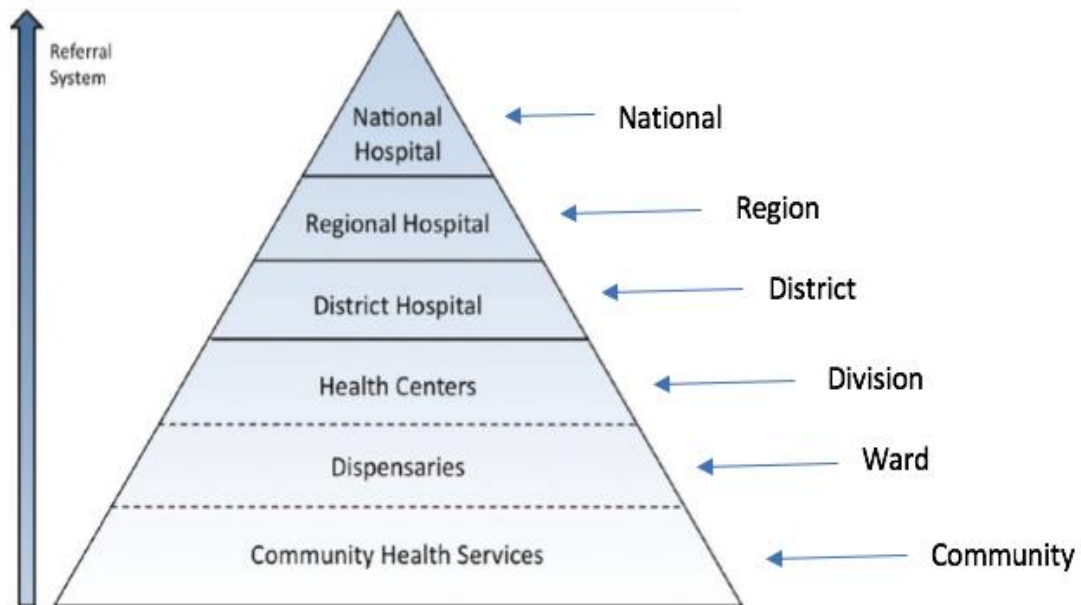 Referral
System
National
Hospital
National
Regional Hospital
Region
District Hospital
District
Health Centers
Division
Dispensaries
Ward
Community Health Services
Community